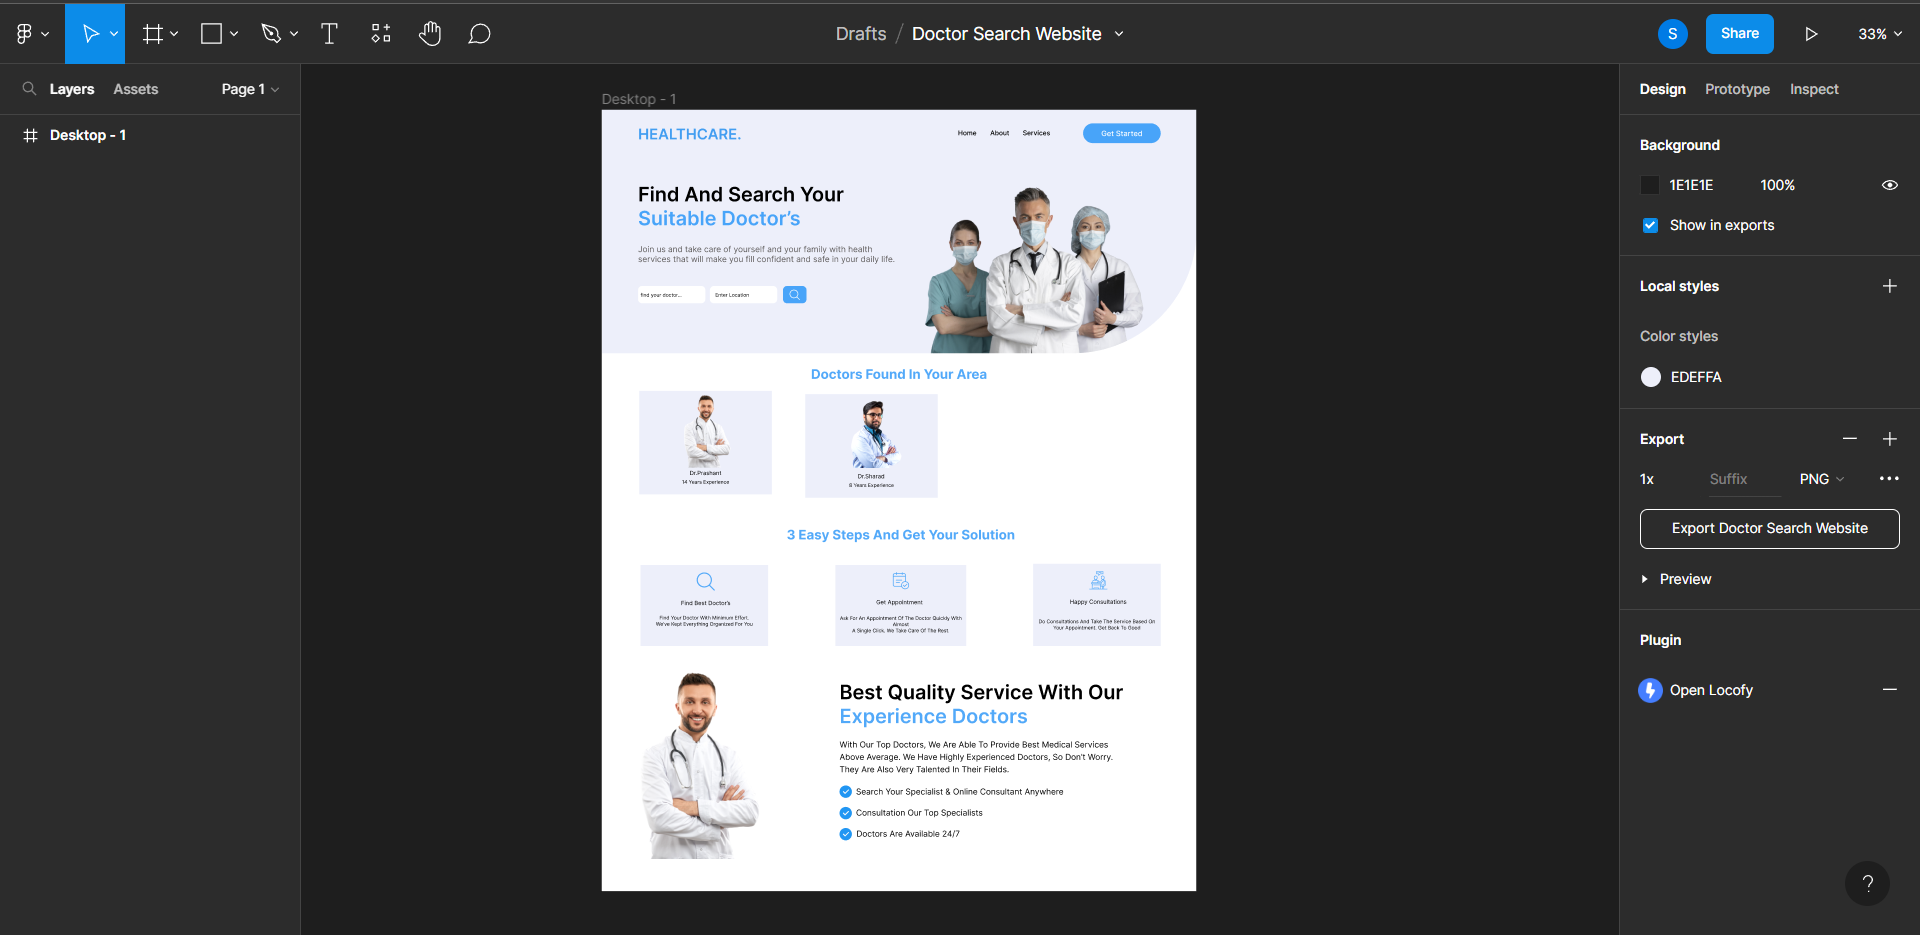 Drafts / Doctor Search Website
S
Share
33%
Layers
Assets
Page 1
Desktop - 1
Desktop - 1
HEALTHCARE.
Home
About
Services
Get Started
Find And Search Your
Suitable Doctor's
Join us and take care of yourself and your family with health
services that will make you fill confident and safe in your daily life.
find your doctor...
Enter Location
Doctors Found In Your Area
Dr.Prashant
14 Years Experience
Dr.Sharad
8 Years Experience
3 Easy Steps And Get Your Solution
Find Best Doctor's
Find Your Doctor With Minimum Effort.
We've Kept Everything Organized For You
Get Appointment
Ask For An Appointment Of The Doctor Quickly With
Almost
A Single Click. We Take Care Of The Rest.
Happy Consultations
Do Consultations And Take The Service Based On
Your Appointment. Get Back To Good
Best Quality Service With Our
Experience Doctors
With Our Top Doctors, We Are Able To Provide Best Medical Services
Above Average. We Have Highly Experienced Doctors, So Don't Worry.
They Are Also Very Talented In Their Fields.
Search Your Specialist & Online Consultant Anywhere
Consultation Our Top Specialists
Doctors Are Available 24/7
Design
Prototype
Inspect
Background
1E1E1E
100%
Show in exports
Local styles
Color styles
EDEFFA
Export
1x
Suffix
PNG
Export Doctor Search Website
Preview
Plugin
Open Locofy
?